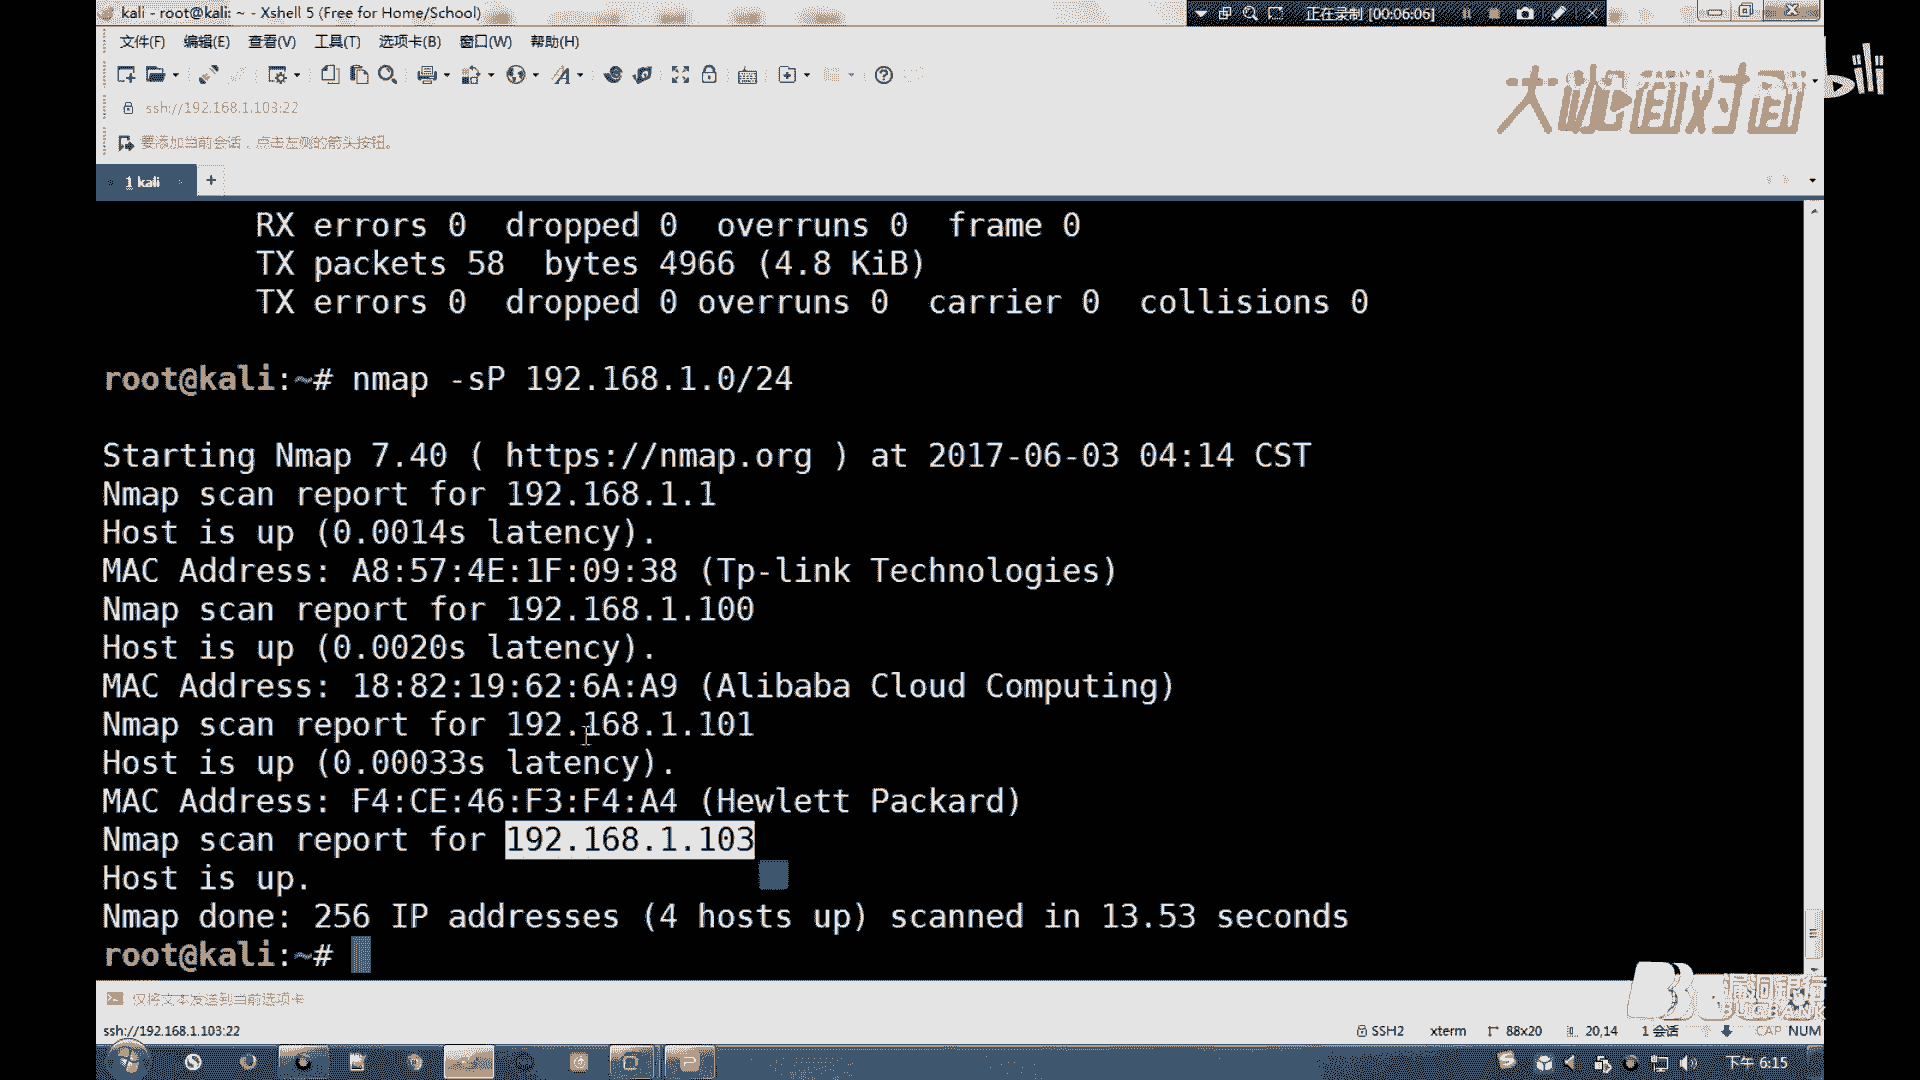 kali - root@kali: ~ - Xshell 5 (Free for Home/School)
正在录制 [00:06:06]
文件(F) 编辑(E) 查看(V) 工具(T) 选项卡(B) 窗口(W) 帮助(H)
ssh://192.168.1.103:22
要添加当前会话，点击左侧的箭头按钮。
大咖面对面
bili
1 kali
RX errors 0 dropped 0 overruns 0 frame 0
TX packets 58 bytes 4966 (4.8 KiB)
TX errors 0 dropped 0 overruns 0 carrier 0 collisions 0
root@kali:~# nmap -sP 192.168.1.0/24
Starting Nmap 7.40 ( https://nmap.org ) at 2017-06-03 04:14 CST
Nmap scan report for 192.168.1.1
Host is up (0.0014s latency).
MAC Address: A8:57:4E:1F:09:38 (Tp-link Technologies)
Nmap scan report for 192.168.1.100
Host is up (0.0020s latency).
MAC Address: 18:82:19:62:6A:A9 (Alibaba Cloud Computing)
Nmap scan report for 192.168.1.101
Host is up (0.00033s latency).
MAC Address: F4:CE:46:F3:F4:A4 (Hewlett Packard)
Nmap scan report for 192.168.1.103
Host is up.
Nmap done: 256 IP addresses (4 hosts up) scanned in 13.53 seconds
root@kali:~#
仅将文本发送到当前选项卡
漏洞银行
BUGBANK
ssh://192.168.1.103:22
SSH2 xterm 88x20 20,14 1 会话 CAP NUM
下午 6:15